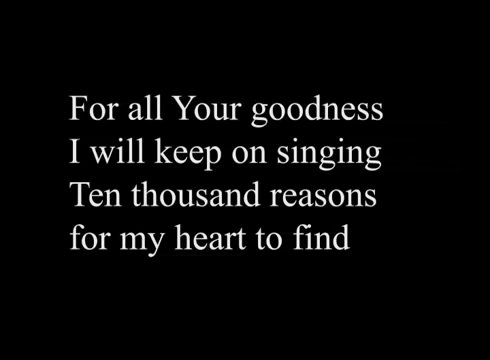 For all Your goodness
I will keep on singing
Ten thousand reasons
for my heart to find